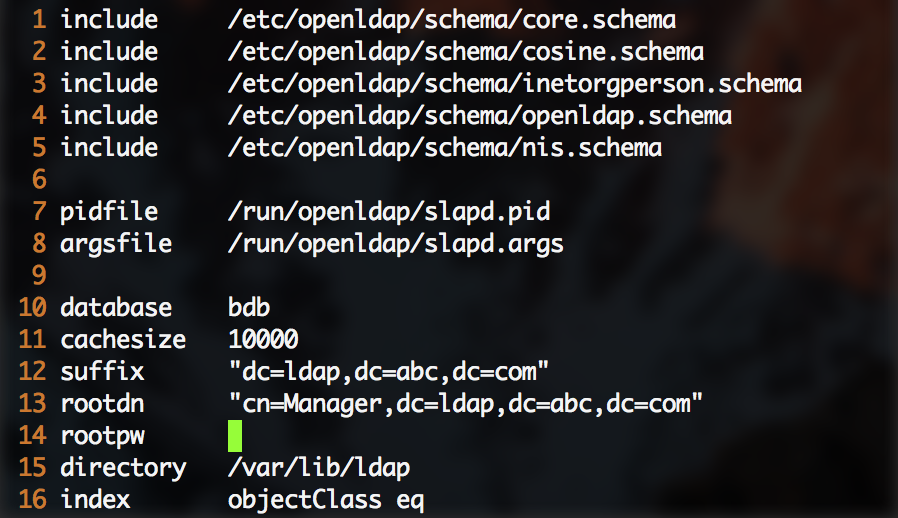 1 include     /etc/openldap/schema/core.schema
2 include     /etc/openldap/schema/cosine.schema
3 include     /etc/openldap/schema/inetorgperson.schema
4 include     /etc/openldap/schema/openldap.schema
5 include     /etc/openldap/schema/nis.schema
6
7 pidfile     /run/openldap/slapd.pid
8 argsfile    /run/openldap/slapd.args
9
10 database    bdb
11 cachesize   10000
12 suffix      "dc=ldap,dc=abc,dc=com"
13 rootdn      "cn=Manager,dc=ldap,dc=abc,dc=com"
14 rootpw
15 directory   /var/lib/ldap
16 index       objectClass eq